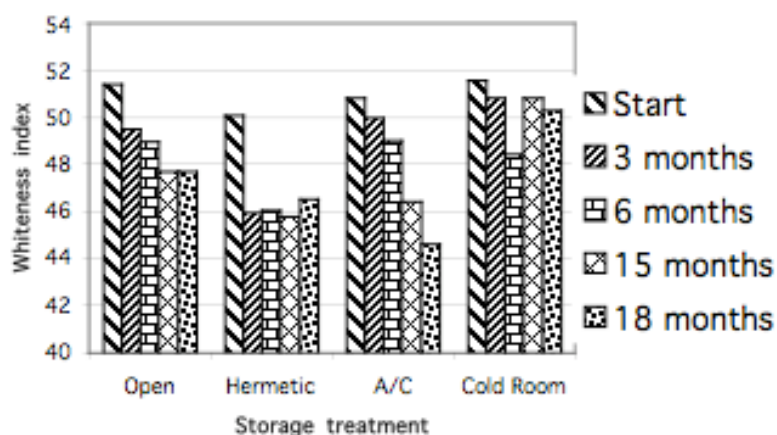 54
52
50
48
46
44
42
40
Whiteness index
Open Hermetic A/C Cold Room
Storage treatment
Start
3 months
6 months
15 months
18 months